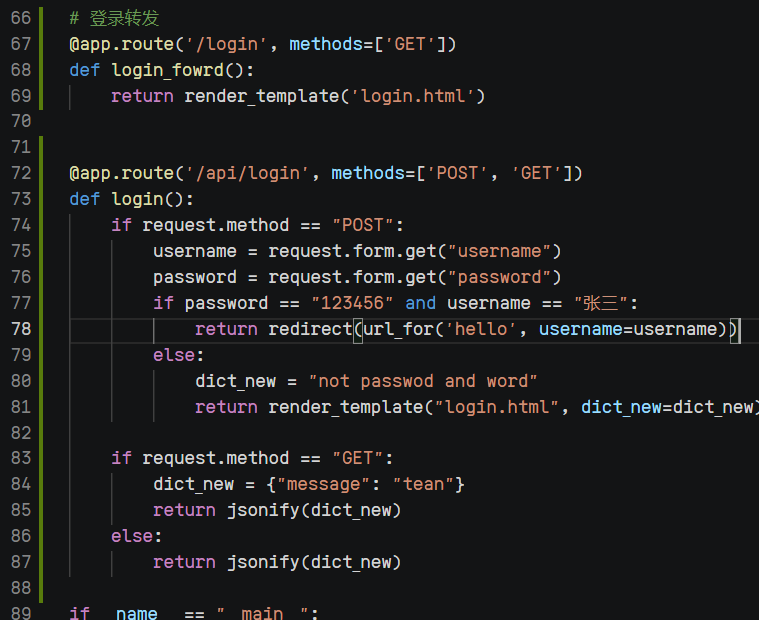 66 # 登录转发
67 @app.route('/login', methods=['GET'])
68 def login_fowrd():
69     return render_template('login.html')
70
71
72 @app.route('/api/login', methods=['POST', 'GET'])
73 def login():
74     if request.method == "POST":
75         username = request.form.get("username")
76         password = request.form.get("password")
77         if password == "123456" and username == "张三":
78             return redirect(url_for('hello', username=username))
79         else:
80             dict_new = "not passwod and word"
81             return render_template("login.html", dict_new=dict_new)
82
83     if request.method == "GET":
84         dict_new = {"message": "tean"}
85         return jsonify(dict_new)
86     else:
87         return jsonify(dict_new)
88
89 if __name__ == "__main__":